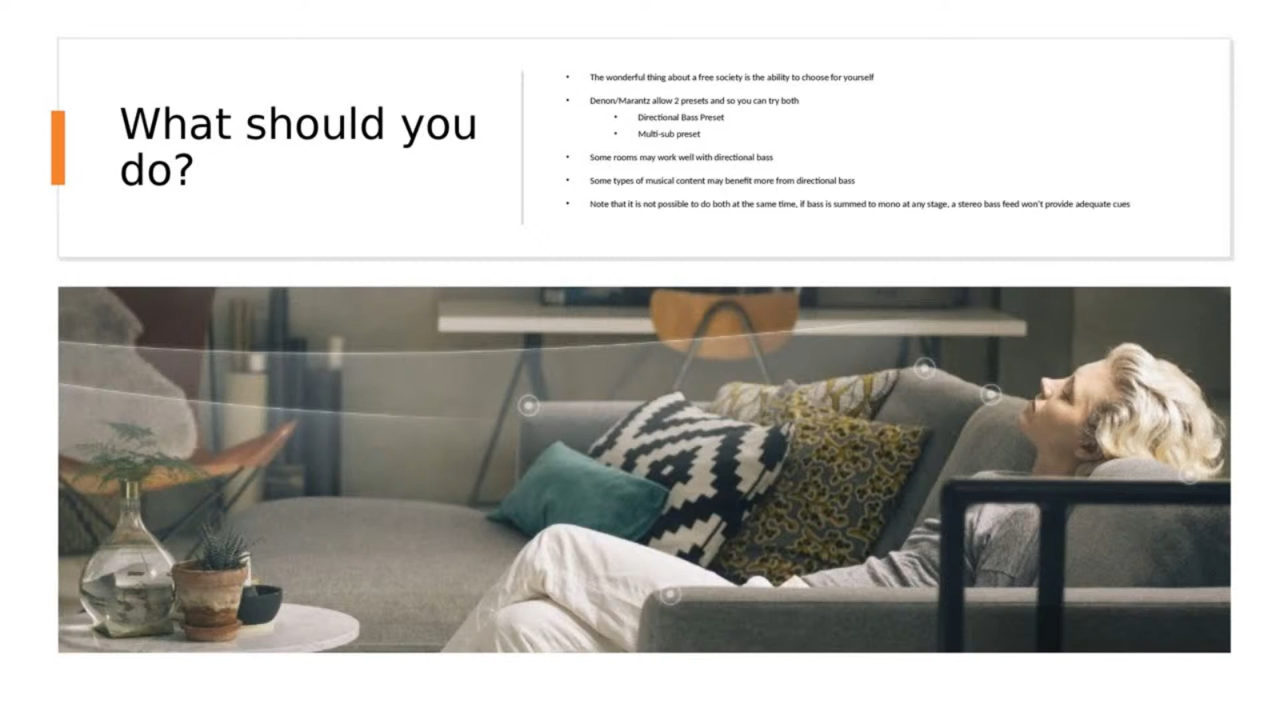 What should you
do?
• The wonderful thing about a free society is the ability to choose for yourself
• Denon/Marantz allow 2 presets and so you can try both
• Directional Bass Preset
• Multi-sub preset
• Some rooms may work well with directional bass
• Some types of musical content may benefit more from directional bass
• Note that it is not possible to do both at the same time, if bass is summed to mono at any stage, a stereo bass feed won't provide adequate cues